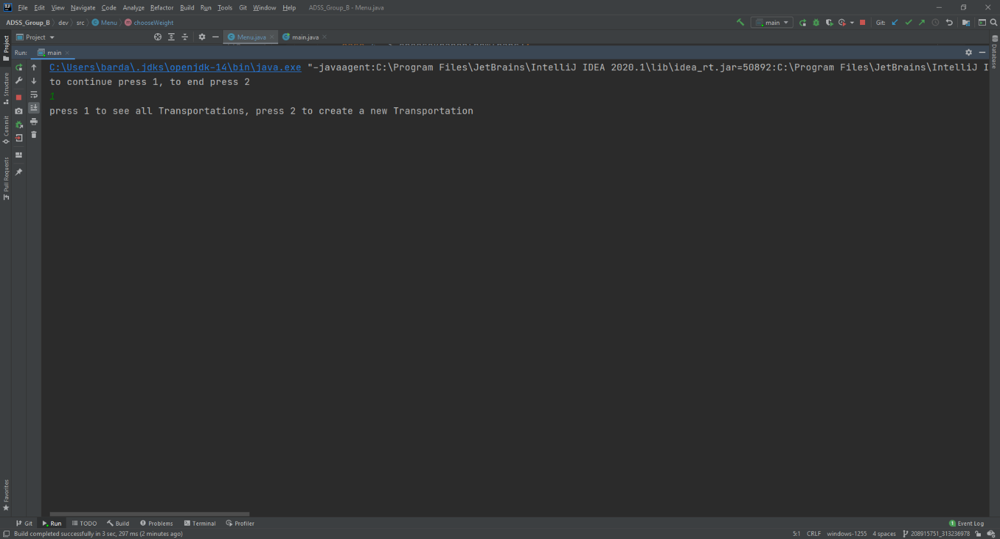 File Edit View Navigate Code Analyze Refactor Build Run Tools Git Window Help ADSS_Group_B - Menu.java
ADSS_Group_B dev src Menu chooseWeight main Git:
Project Menu.java main.java
Run: main
C:\Users\barda\.jdks\openjdk-14\bin\java.exe "-javaagent:C:\Program Files\JetBrains\IntelliJ IDEA 2020.1\lib\idea_rt.jar=50892:C:\Program Files\JetBrains\IntelliJ I
to continue press 1, to end press 2
1
press 1 to see all Transportations, press 2 to create a new Transportation
Project
Structure
Commit
Pull Requests
Favorites
Database
Git Run TODO Build Problems Terminal Profiler 1 Event Log
Build completed successfully in 3 sec, 297 ms (2 minutes ago) 5:1 CRLF windows-1255 4 spaces 208915751_313236978